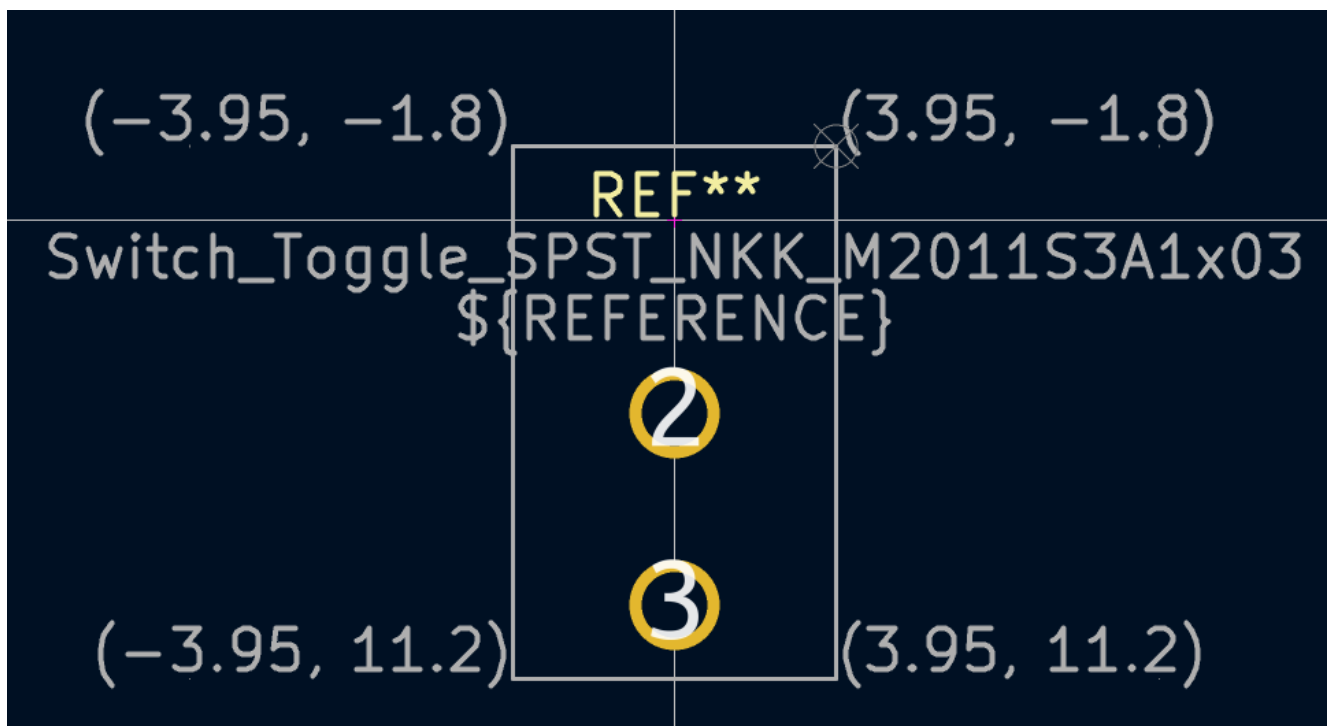 (-3.95, -1.8) (3.95, -1.8)
REF**
Switch_Toggle_SPST_NKK_M2011S3A1x03
${REFERENCE}
2
3
(-3.95, 11.2) (3.95, 11.2)